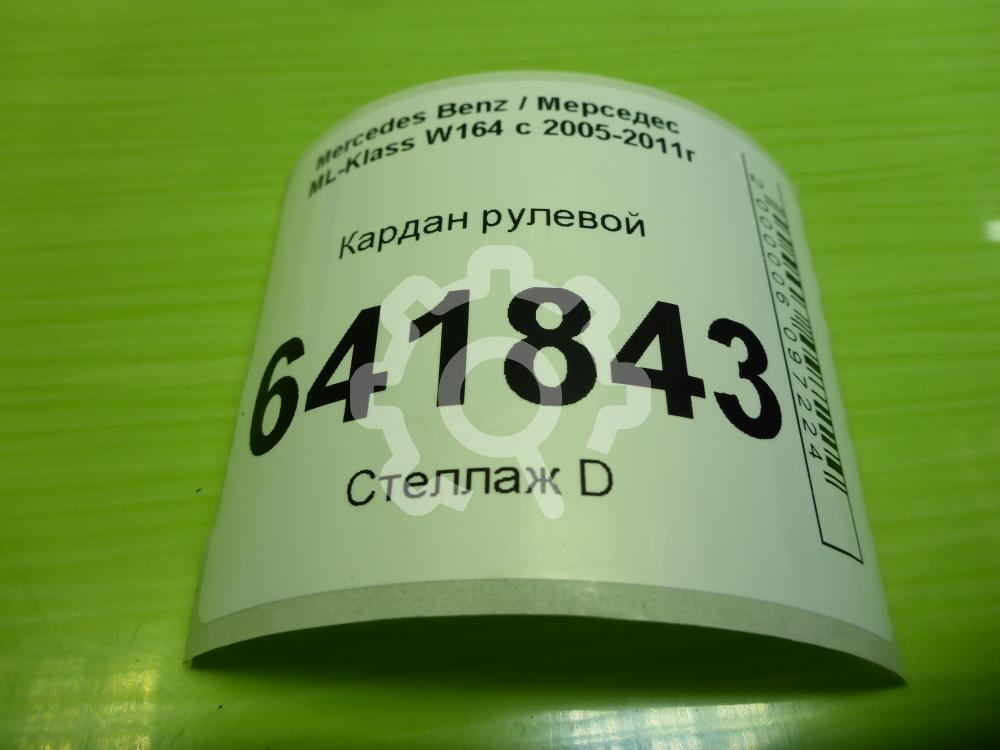 Mercedes Benz / Мерседес
ML-Klass W164 с 2005-2011г
Кардан рулевой
641843
Стеллаж D
2000006097224